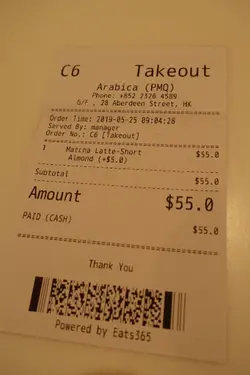 C6 Takeout
Arabica (PMQ)
Phone: +852 2326 4589
G/F , 28 Aberdeen Street, HK
Order Time: 2019-05-25 09:04:28
Served By: manager
Order No.: C6 [Takeout]
1 Matcha Latte-Short $55.0
Almond (+$5.0)
Subtotal $55.0
Amount $55.0
PAID (CASH) $55.0
Thank You
Powered by Eats365